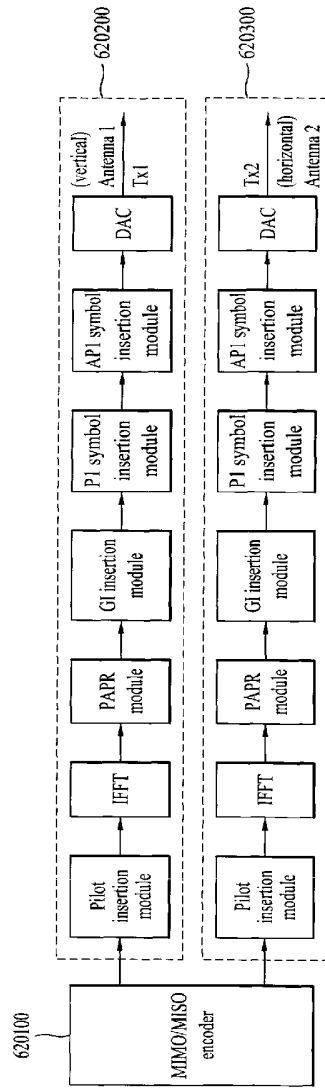 620100
MIMO/MISO
encoder
620200
Pilot
insertion
module
IFFT
PAPR
module
GI insertion
module
P1 symbol
insertion
module
AP1 symbol
insertion
module
DAC
(vertical)
Antenna 1
Tx1
620300
Pilot
insertion
module
IFFT
PAPR
module
GI insertion
module
P1 symbol
insertion
module
AP1 symbol
insertion
module
DAC
Tx2
(horizontal)
Antenna 2